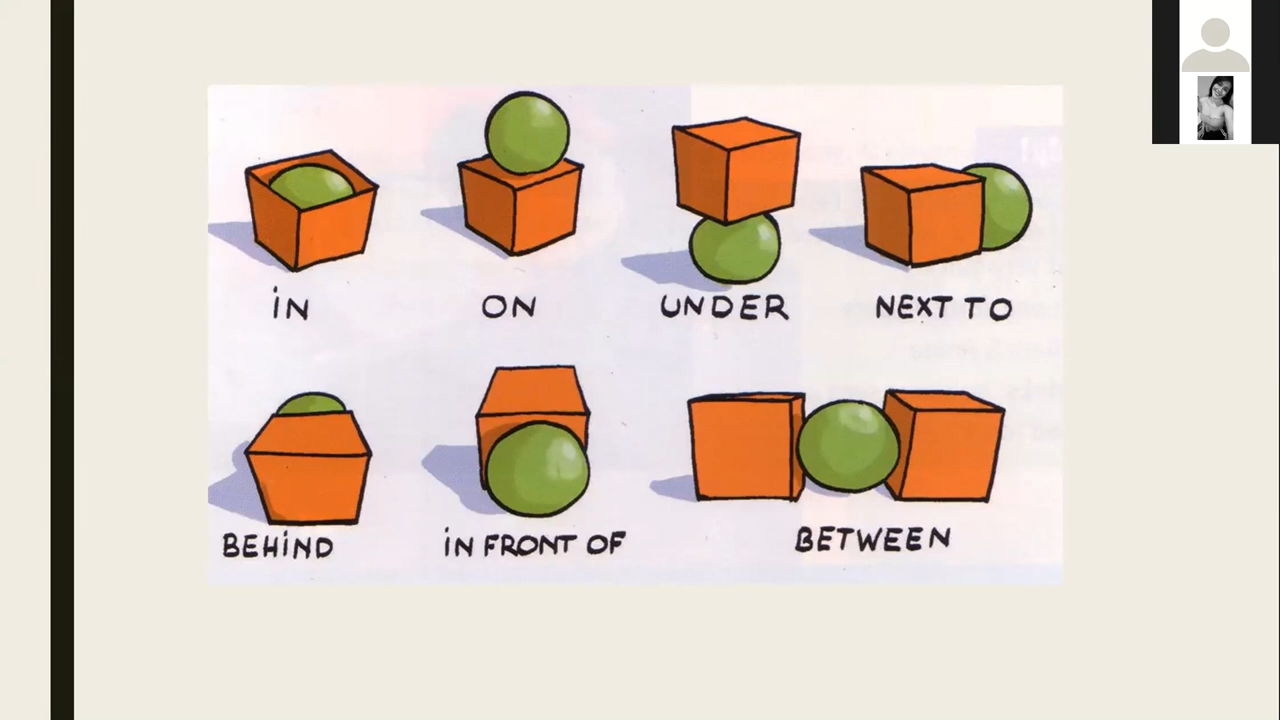 iN
ON
UNDER
NEXT TO
BEHiND
iN FRONT OF
BETWEEN